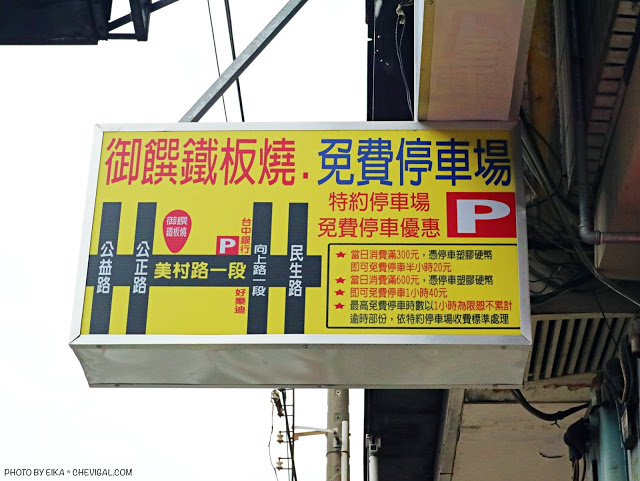 御饌鐵板燒.免費停車場
特約停車場
免費停車優惠
P
御饌
鐵板燒
公益路
公正路
美村路一段
P
台中銀行
好樂迪
向上路一段
民生路
★當日消費滿300元，憑停車塑膠硬幣
即可免費停車半小時20元
★當日消費滿600元，憑停車塑膠硬幣
★即可免費停車1小時40元
★最高免費停車時數以1小時為限恕不累計
逾時部份，依特約停車場收費標準處理
PHOTO BY EIKA * CHEVIGAL.COM